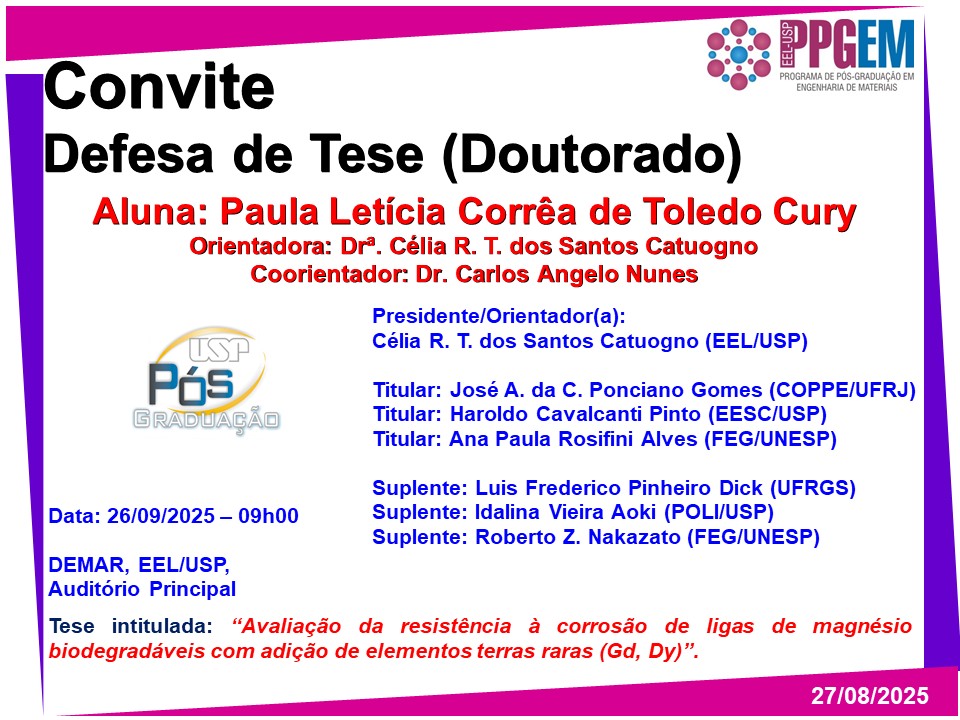 EEL-USP
PPGEM
PROGRAMA DE PÓS-GRADUAÇÃO EM
ENGENHARIA DE MATERIAIS
Convite
Defesa de Tese (Doutorado)
Aluna: Paula Letícia Corrêa de Toledo Cury
Orientadora: Drª. Célia R. T. dos Santos Catuogno
Coorientador: Dr. Carlos Angelo Nunes
USP
Pós
GRADUAÇÃO
Presidente/Orientador(a):
Célia R. T. dos Santos Catuogno (EEL/USP)
Titular: José A. da C. Ponciano Gomes (COPPE/UFRJ)
Titular: Haroldo Cavalcanti Pinto (EESC/USP)
Titular: Ana Paula Rosifini Alves (FEG/UNESP)
Suplente: Luis Frederico Pinheiro Dick (UFRGS)
Suplente: Idalina Vieira Aoki (POLI/USP)
Suplente: Roberto Z. Nakazato (FEG/UNESP)
Data: 26/09/2025 – 09h00
DEMAR, EEL/USP,
Auditório Principal
Tese intitulada: “Avaliação da resistência à corrosão de ligas de magnésio
biodegradáveis com adição de elementos terras raras (Gd, Dy)”.
27/08/2025